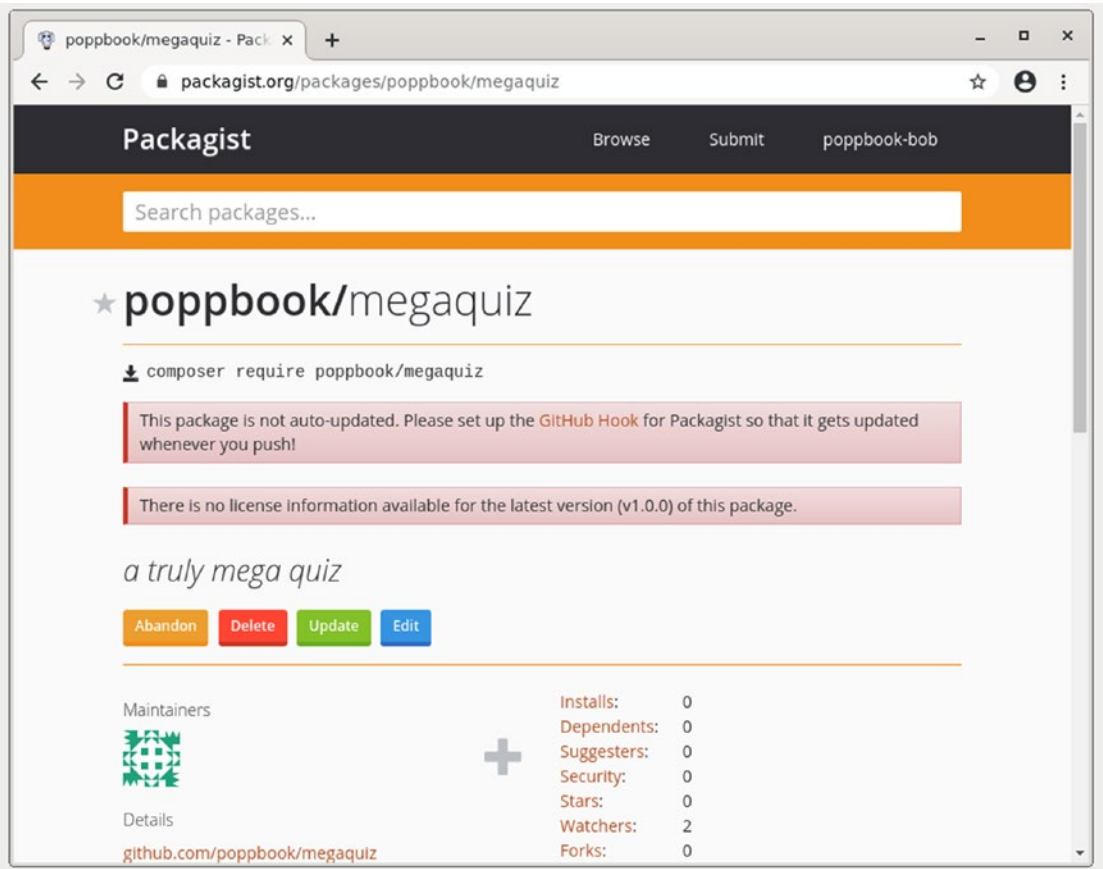 poppbook/megaquiz - Pack
packagist.org/packages/poppbook/megaquiz
Packagist
Browse
Submit
poppbook-bob
Search packages...
poppbook/megaquiz
composer require poppbook/megaquiz
This package is not auto-updated. Please set up the GitHub Hook for Packagist so that it gets updated
whenever you push!
There is no license information available for the latest version (v1.0.0) of this package.
a truly mega quiz
Abandon
Delete
Update
Edit
Maintainers
Details
github.com/poppbook/megaquiz
Installs: 0
Dependents: 0
Suggesters: 0
Security: 0
Stars: 0
Watchers: 2
Forks: 0